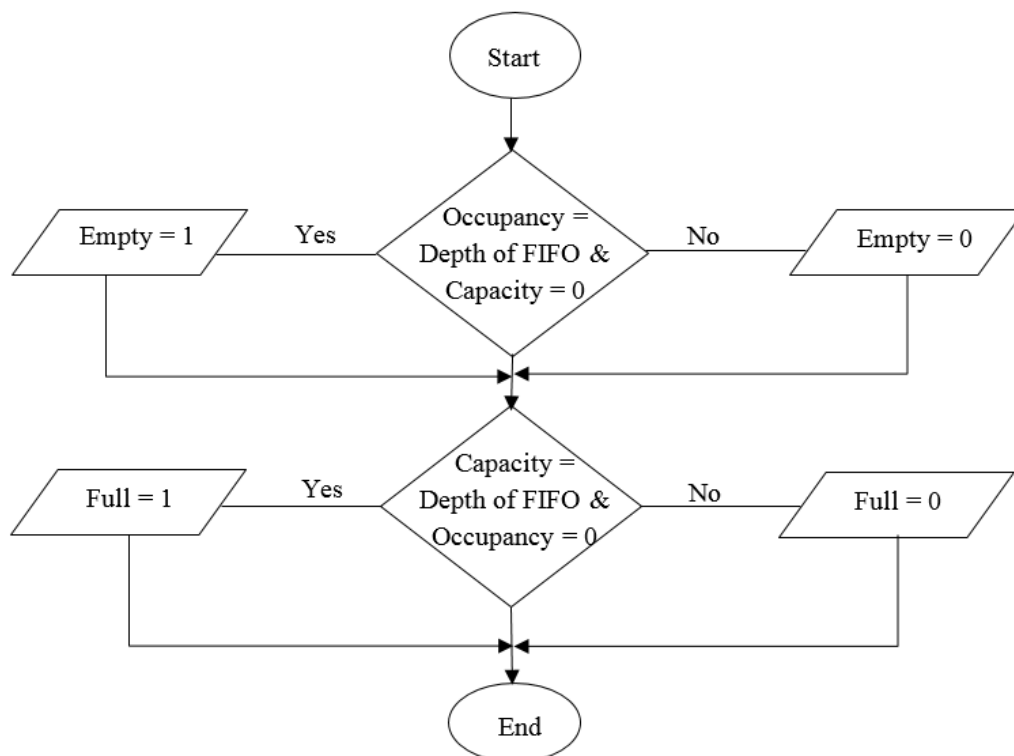 Start
Occupancy =
Depth of FIFO &
Capacity = 0
Yes
No
Empty = 1
Empty = 0
Capacity =
Depth of FIFO &
Occupancy = 0
Yes
No
Full = 1
Full = 0
End